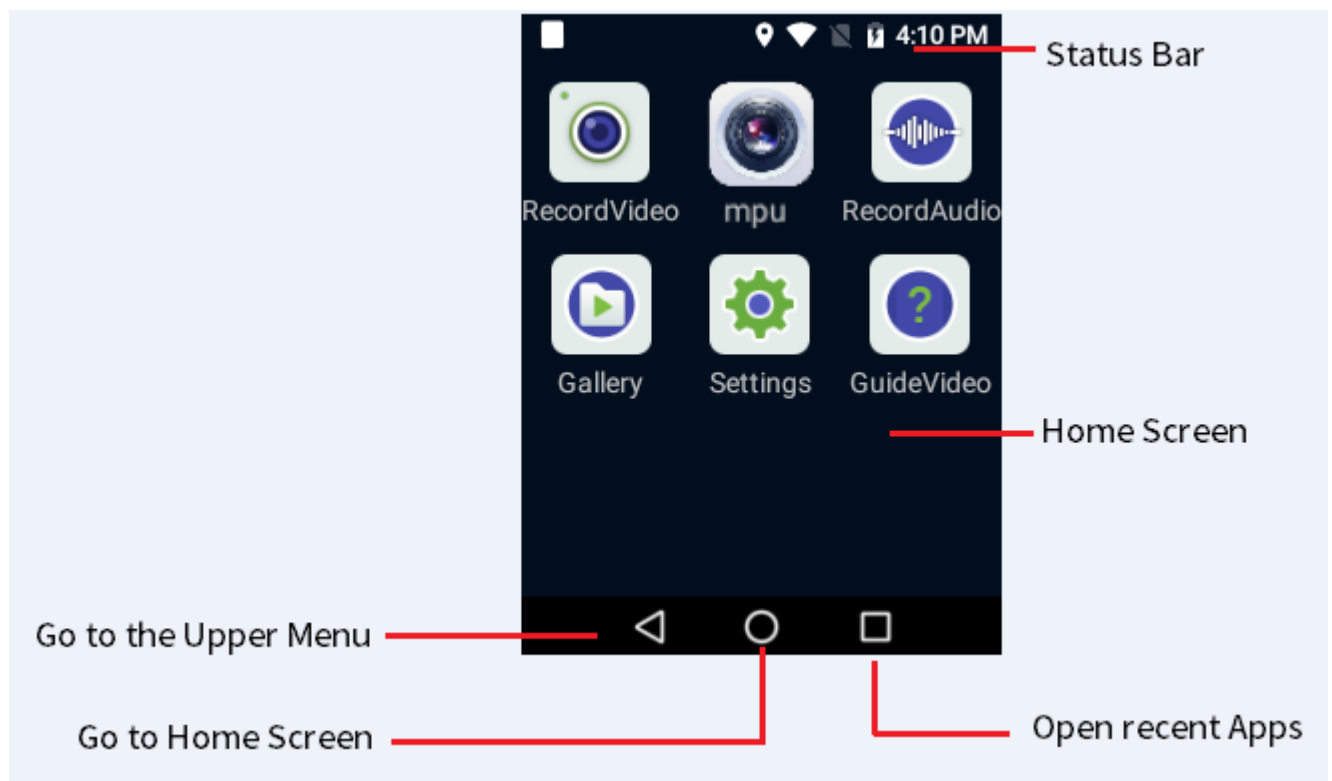 4:10 PM
Status Bar
RecordVideo
mpu
RecordAudio
?
Gallery
Settings
GuideVideo
Home Screen
Go to the Upper Menu
Go to Home Screen
Open recent Apps